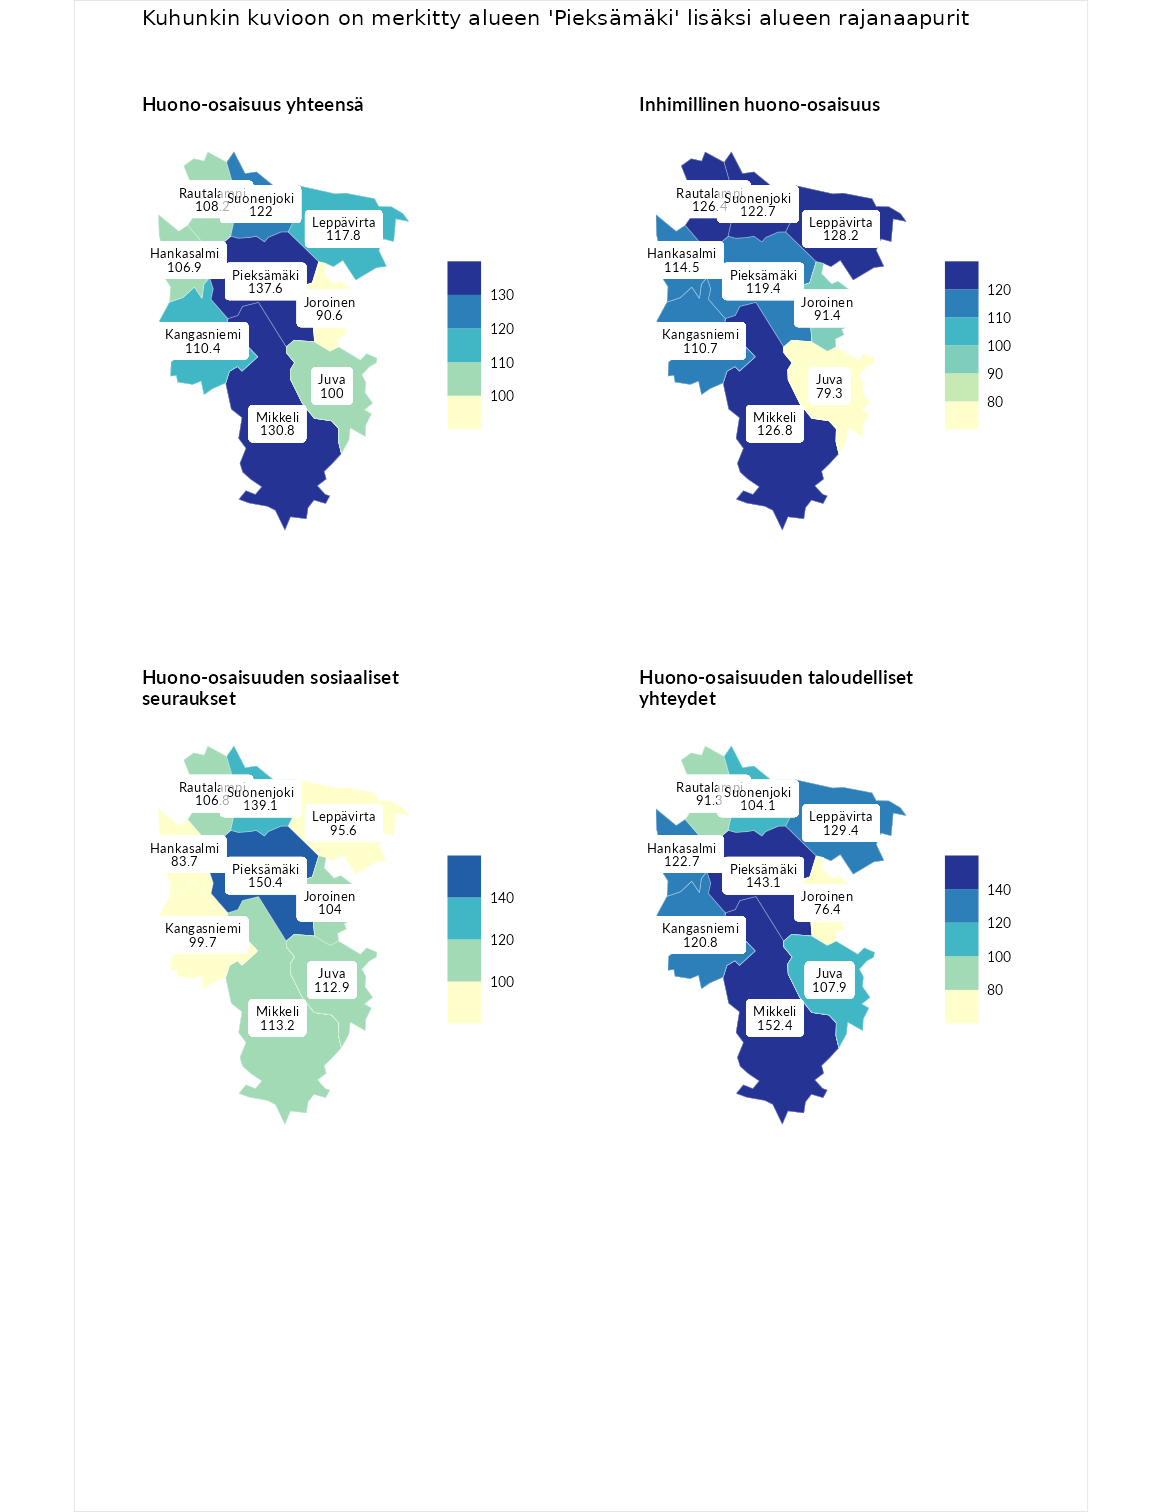 Kuhunkin kuvioon on merkitty alueen 'Pieksämäki' lisäksi alueen rajanaapurit
Huono-osaisuus yhteensä
Rautalampi
108.2
Suonenjoki
122
Leppävirta
117.8
Hankasalmi
106.9
Pieksämäki
137.6
Joroinen
90.6
Kangasniemi
110.4
Juva
100
Mikkeli
130.8
130
120
110
100
Inhimillinen huono-osaisuus
Rautalampi
126.4
Suonenjoki
122.7
Leppävirta
128.2
Hankasalmi
114.5
Pieksämäki
119.4
Joroinen
91.4
Kangasniemi
110.7
Juva
79.3
Mikkeli
126.8
120
110
100
90
80
Huono-osaisuuden sosiaaliset
seuraukset
Rautalampi
106.8
Suonenjoki
139.1
Leppävirta
95.6
Hankasalmi
83.7
Pieksämäki
150.4
Joroinen
104
Kangasniemi
99.7
Juva
112.9
Mikkeli
113.2
140
120
100
Huono-osaisuuden taloudelliset
yhteydet
Rautalampi
91.3
Suonenjoki
104.1
Leppävirta
129.4
Hankasalmi
122.7
Pieksämäki
143.1
Joroinen
76.4
Kangasniemi
120.8
Juva
107.9
Mikkeli
152.4
140
120
100
80